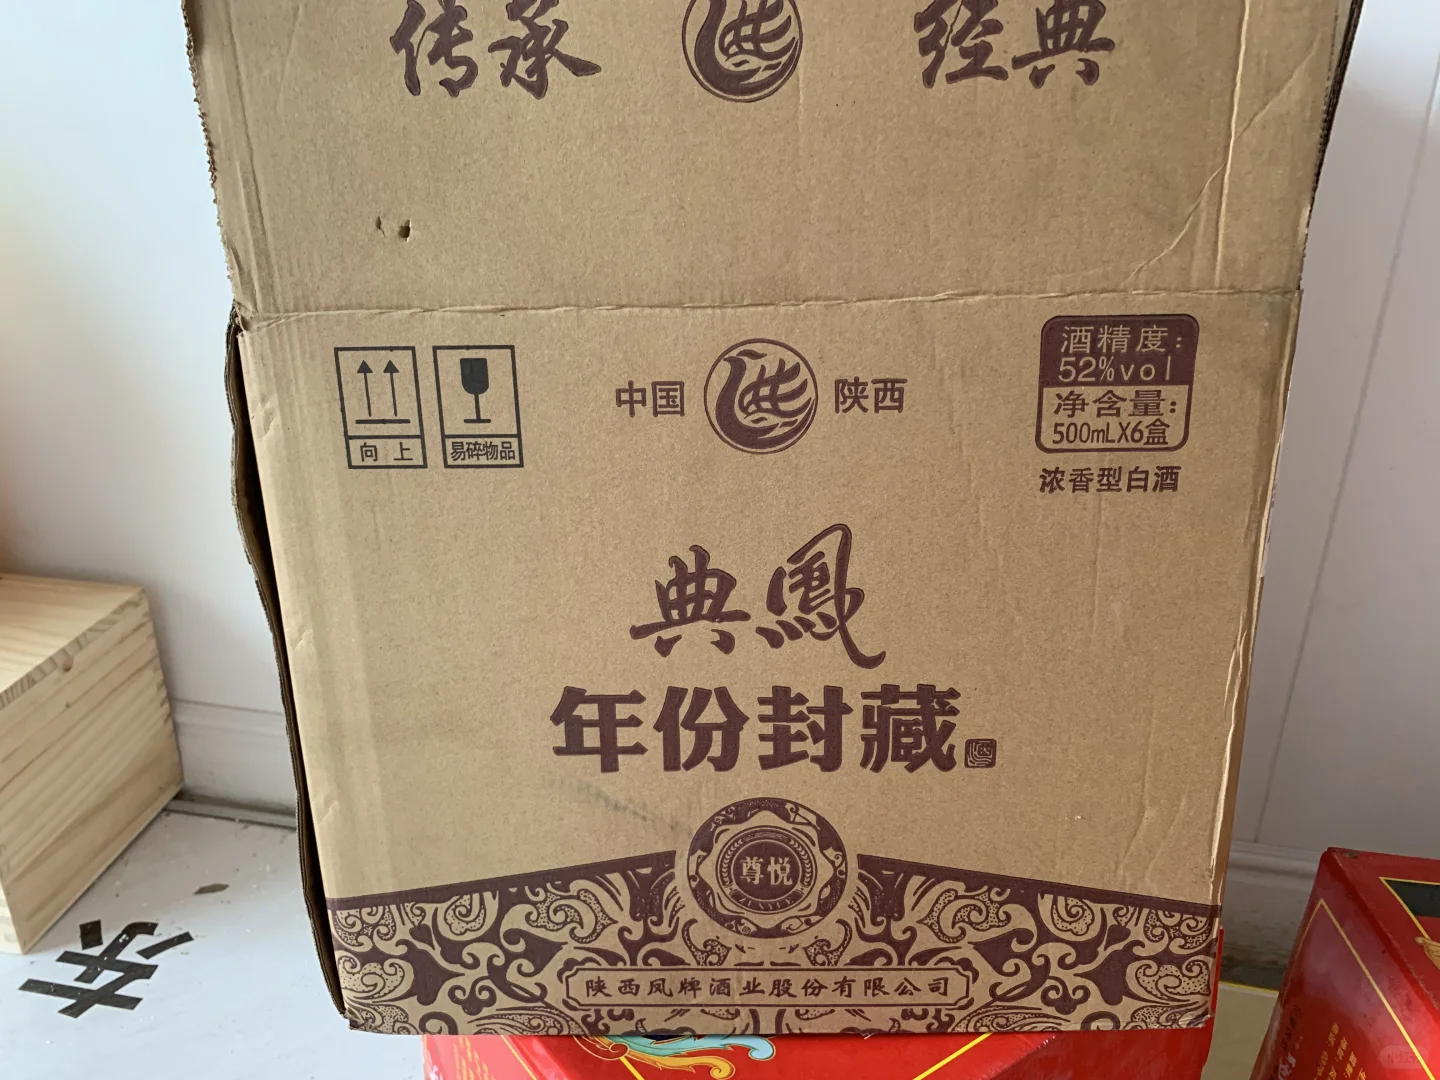 传承 经典
中国 陕西
酒精度:
52%vol
净含量:
500mLX6盒
浓香型白酒
向上
易碎物品
典鳳
年份封藏
尊悦
ZUNYUE
陕西凤牌酒业股份有限公司